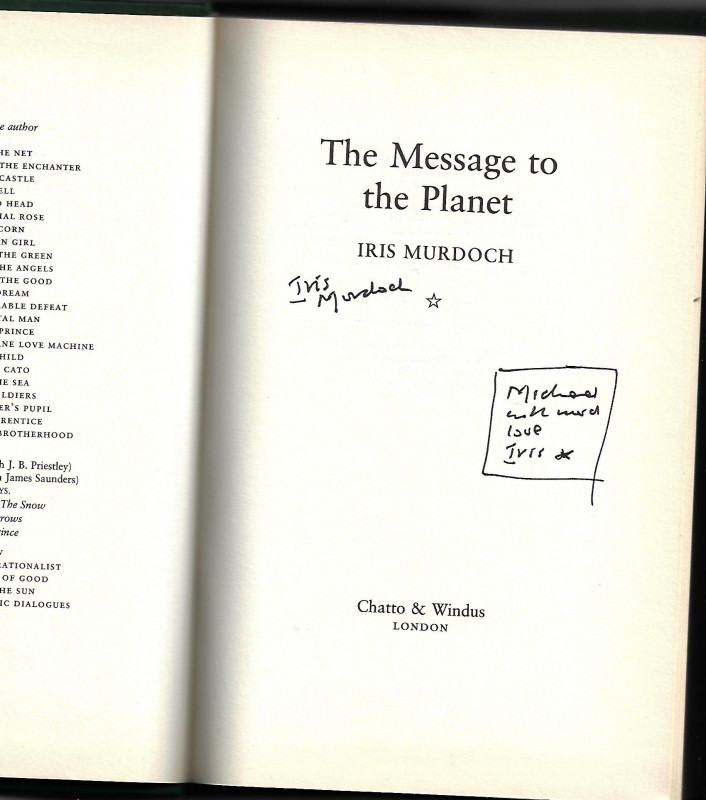 e author
HE NET
THE ENCHANTER
CASTLE
ELL
D HEAD
IAL ROSE
CORN
N GIRL
THE GREEN
HE ANGELS
THE GOOD
DREAM
ABLE DEFEAT
TAL MAN
PRINCE
ANE LOVE MACHINE
HILD
CATO
E SEA
LDIERS
ER'S PUPIL
RENTICE
BROTHERHOOD
h J. B. Priestley)
James Saunders)
YS.
The Snow
rows
ince
ATIONALIST
OF GOOD
HE SUN
IC DIALOGUES
The Message to
the Planet
IRIS MURDOCH
Iris
Murdoch
Michael
with much
love
Iris
Chatto & Windus
LONDON